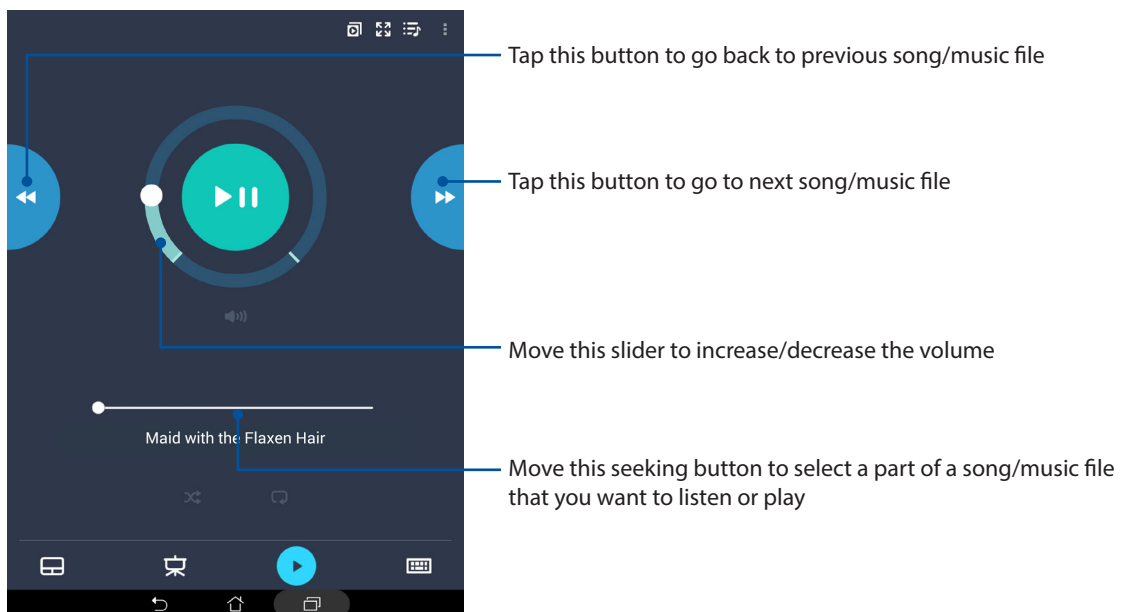 Tap this button to go back to previous song/music file
Tap this button to go to next song/music file
Move this slider to increase/decrease the volume
Maid with the Flaxen Hair
Move this seeking button to select a part of a song/music file
that you want to listen or play